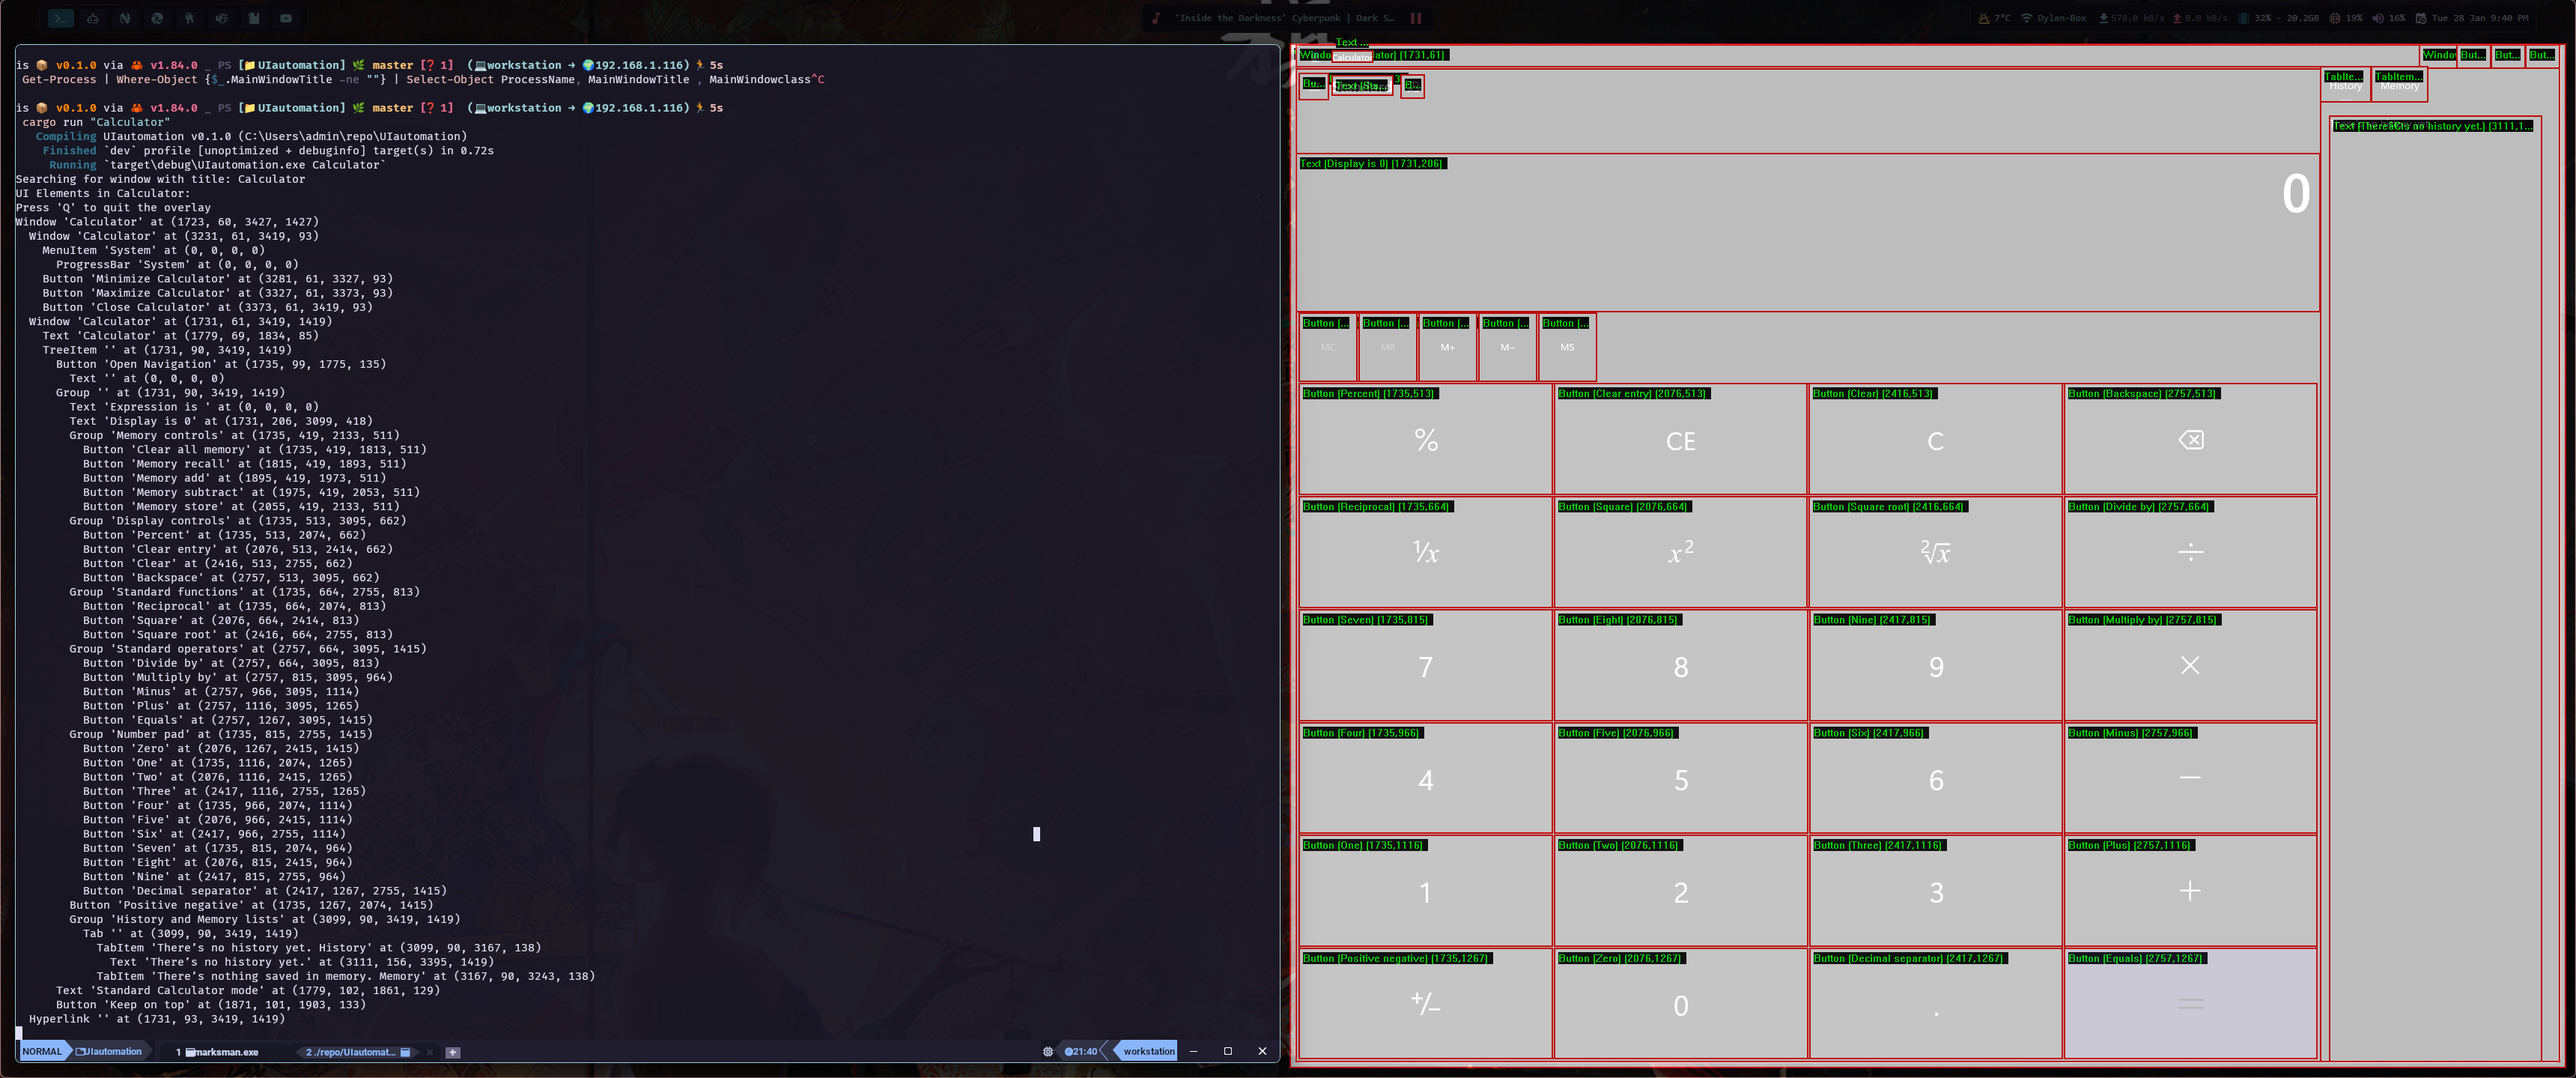 'Inside the Darkness' Cyberpunk | Dark S…
7°C Dylan-Box 578.0 kB/s 8.0 kB/s 32% - 20.2GB 19% 16% Tue 28 Jan 9:40 PM
is 📦 v0.1.0 via 🦀 v1.84.0 _ PS [📁UIautomation] 🌿 master [❓ 1] (💻workstation → 🌍192.168.1.116) 🏃 5s
Get-Process | Where-Object {$_.MainWindowTitle -ne ""} | Select-Object ProcessName, MainWindowTitle , MainWindowclass^C
is 📦 v0.1.0 via 🦀 v1.84.0 _ PS [📁UIautomation] 🌿 master [❓ 1] (💻workstation → 🌍192.168.1.116) 🏃 5s
cargo run "Calculator"
Compiling UIautomation v0.1.0 (C:\Users\admin\repo\UIautomation)
Finished `dev` profile [unoptimized + debuginfo] target(s) in 0.72s
Running `target\debug\UIautomation.exe Calculator`
Searching for window with title: Calculator
UI Elements in Calculator:
Press 'Q' to quit the overlay
Window 'Calculator' at (1723, 60, 3427, 1427)
Window 'Calculator' at (3231, 61, 3419, 93)
MenuItem 'System' at (0, 0, 0, 0)
ProgressBar 'System' at (0, 0, 0, 0)
Button 'Minimize Calculator' at (3281, 61, 3327, 93)
Button 'Maximize Calculator' at (3327, 61, 3373, 93)
Button 'Close Calculator' at (3373, 61, 3419, 93)
Window 'Calculator' at (1731, 61, 3419, 1419)
Text 'Calculator' at (1779, 69, 1834, 85)
TreeItem '' at (1731, 90, 3419, 1419)
Button 'Open Navigation' at (1735, 99, 1775, 135)
Text '' at (0, 0, 0, 0)
Group '' at (1731, 90, 3419, 1419)
Text 'Expression is ' at (0, 0, 0, 0)
Text 'Display is 0' at (1731, 206, 3099, 418)
Group 'Memory controls' at (1735, 419, 2133, 511)
Button 'Clear all memory' at (1735, 419, 1813, 511)
Button 'Memory recall' at (1815, 419, 1893, 511)
Button 'Memory add' at (1895, 419, 1973, 511)
Button 'Memory subtract' at (1975, 419, 2053, 511)
Button 'Memory store' at (2055, 419, 2133, 511)
Group 'Display controls' at (1735, 513, 3095, 662)
Button 'Percent' at (1735, 513, 2074, 662)
Button 'Clear entry' at (2076, 513, 2414, 662)
Button 'Clear' at (2416, 513, 2755, 662)
Button 'Backspace' at (2757, 513, 3095, 662)
Group 'Standard functions' at (1735, 664, 2755, 813)
Button 'Reciprocal' at (1735, 664, 2074, 813)
Button 'Square' at (2076, 664, 2414, 813)
Button 'Square root' at (2416, 664, 2755, 813)
Group 'Standard operators' at (2757, 664, 3095, 1415)
Button 'Divide by' at (2757, 664, 3095, 813)
Button 'Multiply by' at (2757, 815, 3095, 964)
Button 'Minus' at (2757, 966, 3095, 1114)
Button 'Plus' at (2757, 1116, 3095, 1265)
Button 'Equals' at (2757, 1267, 3095, 1415)
Group 'Number pad' at (1735, 815, 2755, 1415)
Button 'Zero' at (2076, 1267, 2415, 1415)
Button 'One' at (1735, 1116, 2074, 1265)
Button 'Two' at (2076, 1116, 2415, 1265)
Button 'Three' at (2417, 1116, 2755, 1265)
Button 'Four' at (1735, 966, 2074, 1114)
Button 'Five' at (2076, 966, 2415, 1114)
Button 'Six' at (2417, 966, 2755, 1114)
Button 'Seven' at (1735, 815, 2074, 964)
Button 'Eight' at (2076, 815, 2415, 964)
Button 'Nine' at (2417, 815, 2755, 964)
Button 'Decimal separator' at (2417, 1267, 2755, 1415)
Button 'Positive negative' at (1735, 1267, 2074, 1415)
Group 'History and Memory lists' at (3099, 90, 3419, 1419)
Tab '' at (3099, 90, 3419, 1419)
TabItem 'There’s no history yet. History' at (3099, 90, 3167, 138)
Text 'There’s no history yet.' at (3111, 156, 3395, 1419)
TabItem 'There’s nothing saved in memory. Memory' at (3167, 90, 3243, 138)
Text 'Standard Calculator mode' at (1779, 102, 1861, 129)
Button 'Keep on top' at (1871, 101, 1903, 133)
Hyperlink '' at (1731, 93, 3419, 1419)
NORMAL UIautomation 1 marksman.exe 2 ./repo/UIautomat… × + 21:40 workstation
Text ...
Calculator ator) (1731,61) Window But... But... But...
Bu... Text (Sta... B... TabIte... TabItem...
History Memory
Text (Display is 0) (1731,206)
0
Button (... Button (... Button (... Button (... Button (...
MC MR M+ M− MS
Button (Percent) (1735,513) Button (Clear entry) (2076,513) Button (Clear) (2416,513) Button (Backspace) (2757,513)
% CE C
Button (Reciprocal) (1735,664) Button (Square) (2076,664) Button (Square root) (2416,664) Button (Divide by) (2757,664)
⅟x x² ²√x ÷
Button (Seven) (1735,815) Button (Eight) (2076,815) Button (Nine) (2417,815) Button (Multiply by) (2757,815)
7 8 9 ×
Button (Four) (1735,966) Button (Five) (2076,966) Button (Six) (2417,966) Button (Minus) (2757,966)
4 5 6 −
Button (One) (1735,1116) Button (Two) (2076,1116) Button (Three) (2417,1116) Button (Plus) (2757,1116)
1 2 3 +
Button (Positive negative) (1735,1267) Button (Zero) (2076,1267) Button (Decimal separator) (2417,1267) Button (Equals) (2757,1267)
+/− 0 . =